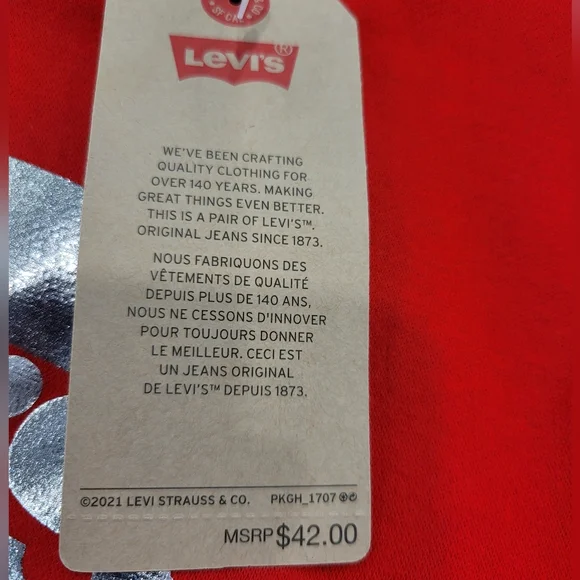 SF CAL
LEVI'S®
WE'VE BEEN CRAFTING
QUALITY CLOTHING FOR
OVER 140 YEARS. MAKING
GREAT THINGS EVEN BETTER.
THIS IS A PAIR OF LEVI'S™.
ORIGINAL JEANS SINCE 1873.
NOUS FABRIQUONS DES
VÊTEMENTS DE QUALITÉ
DEPUIS PLUS DE 140 ANS,
NOUS NE CESSONS D'INNOVER
POUR TOUJOURS DONNER
LE MEILLEUR. CECI EST
UN JEANS ORIGINAL
DE LEVI'S™ DEPUIS 1873.
©2021 LEVI STRAUSS & CO. PKGH_1707
MSRP $42.00